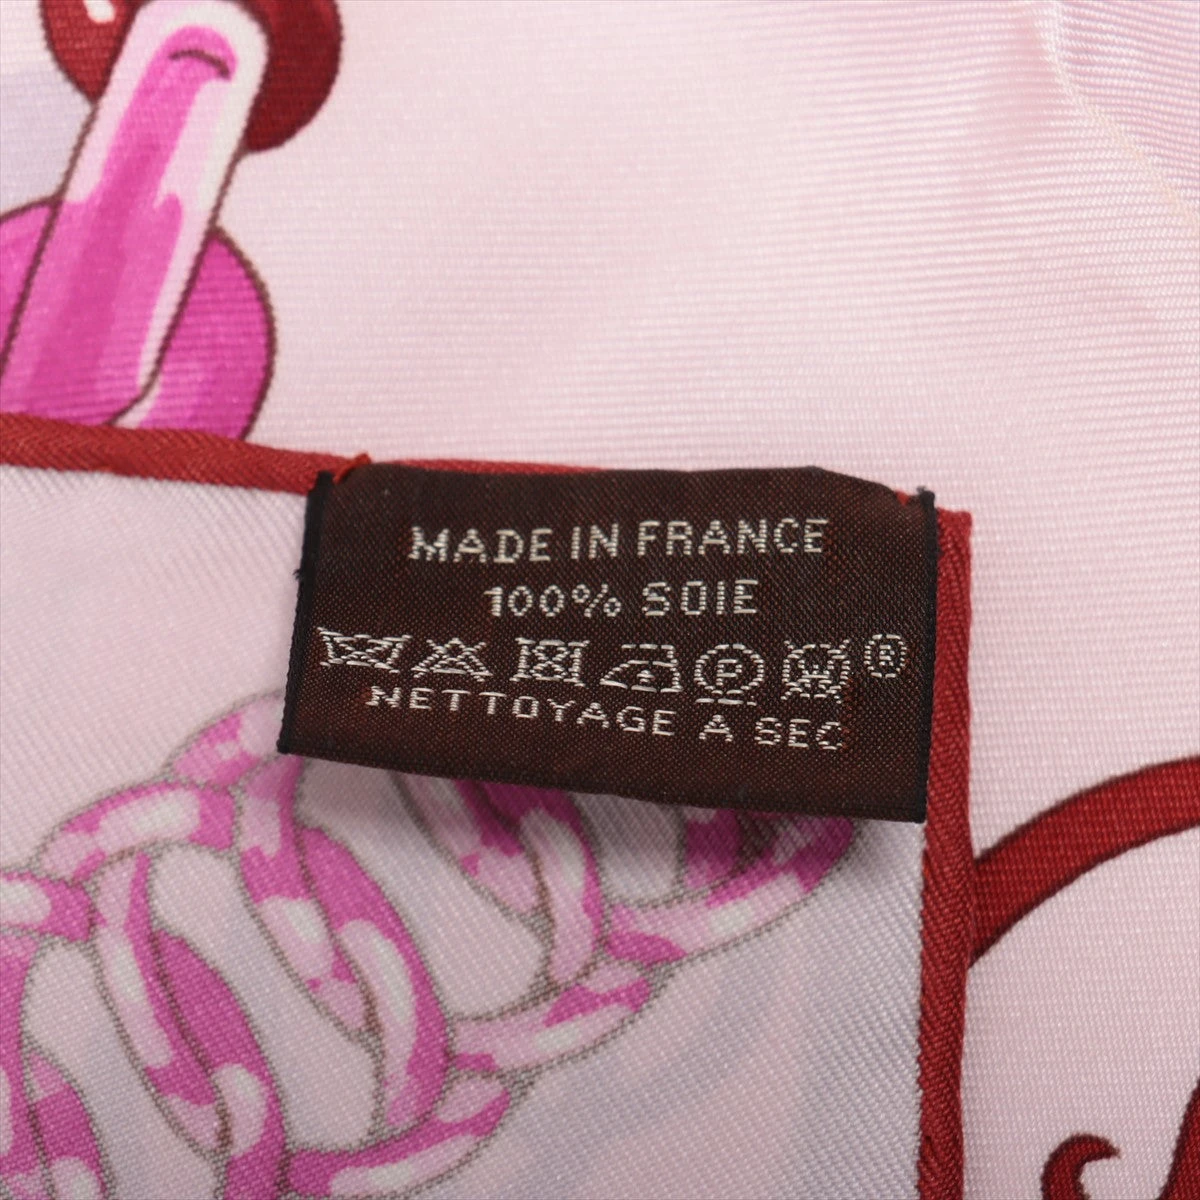 MADE IN FRANCE
100% SOIE
P W ®
NETTOYAGE A SEC